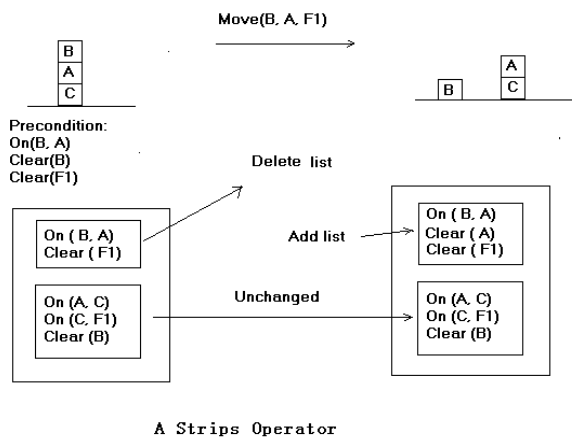 Move(B, A, F1)
B
A
C
B
A
C
Precondition:
On(B, A)
Clear(B)
Clear(F1)
Delete list
On ( B, A)
Clear ( F1)
Add list
On ( B, A)
Clear ( A)
Clear ( F1)
On (A, C)
On (C, F1)
Clear (B)
Unchanged
On (A, C)
On (C, F1)
Clear (B)
A Strips Operator